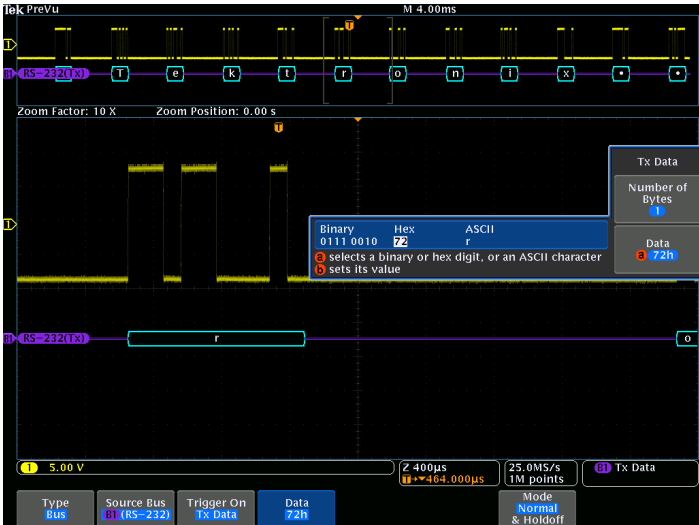 Tek PreVu M 4.00ms
T
1
B1 RS-232(Tx) T e k t r o n i x • •
Zoom Factor: 10 X Zoom Position: 0.00 s
T
Tx Data
Number of
Bytes
1
Data
a 72h
1
Binary Hex ASCII
0111 0010 72 r
a selects a binary or hex digit, or an ASCII character
b sets its value
B1 RS-232(Tx) r o
1 5.00 V
Z 400µs
T→▼464.000µs
25.0MS/s
1M points
B1 Tx Data
Type
Bus
Source Bus
B1 (RS-232)
Trigger On
Tx Data
Data
72h
Mode
Normal
& Holdoff